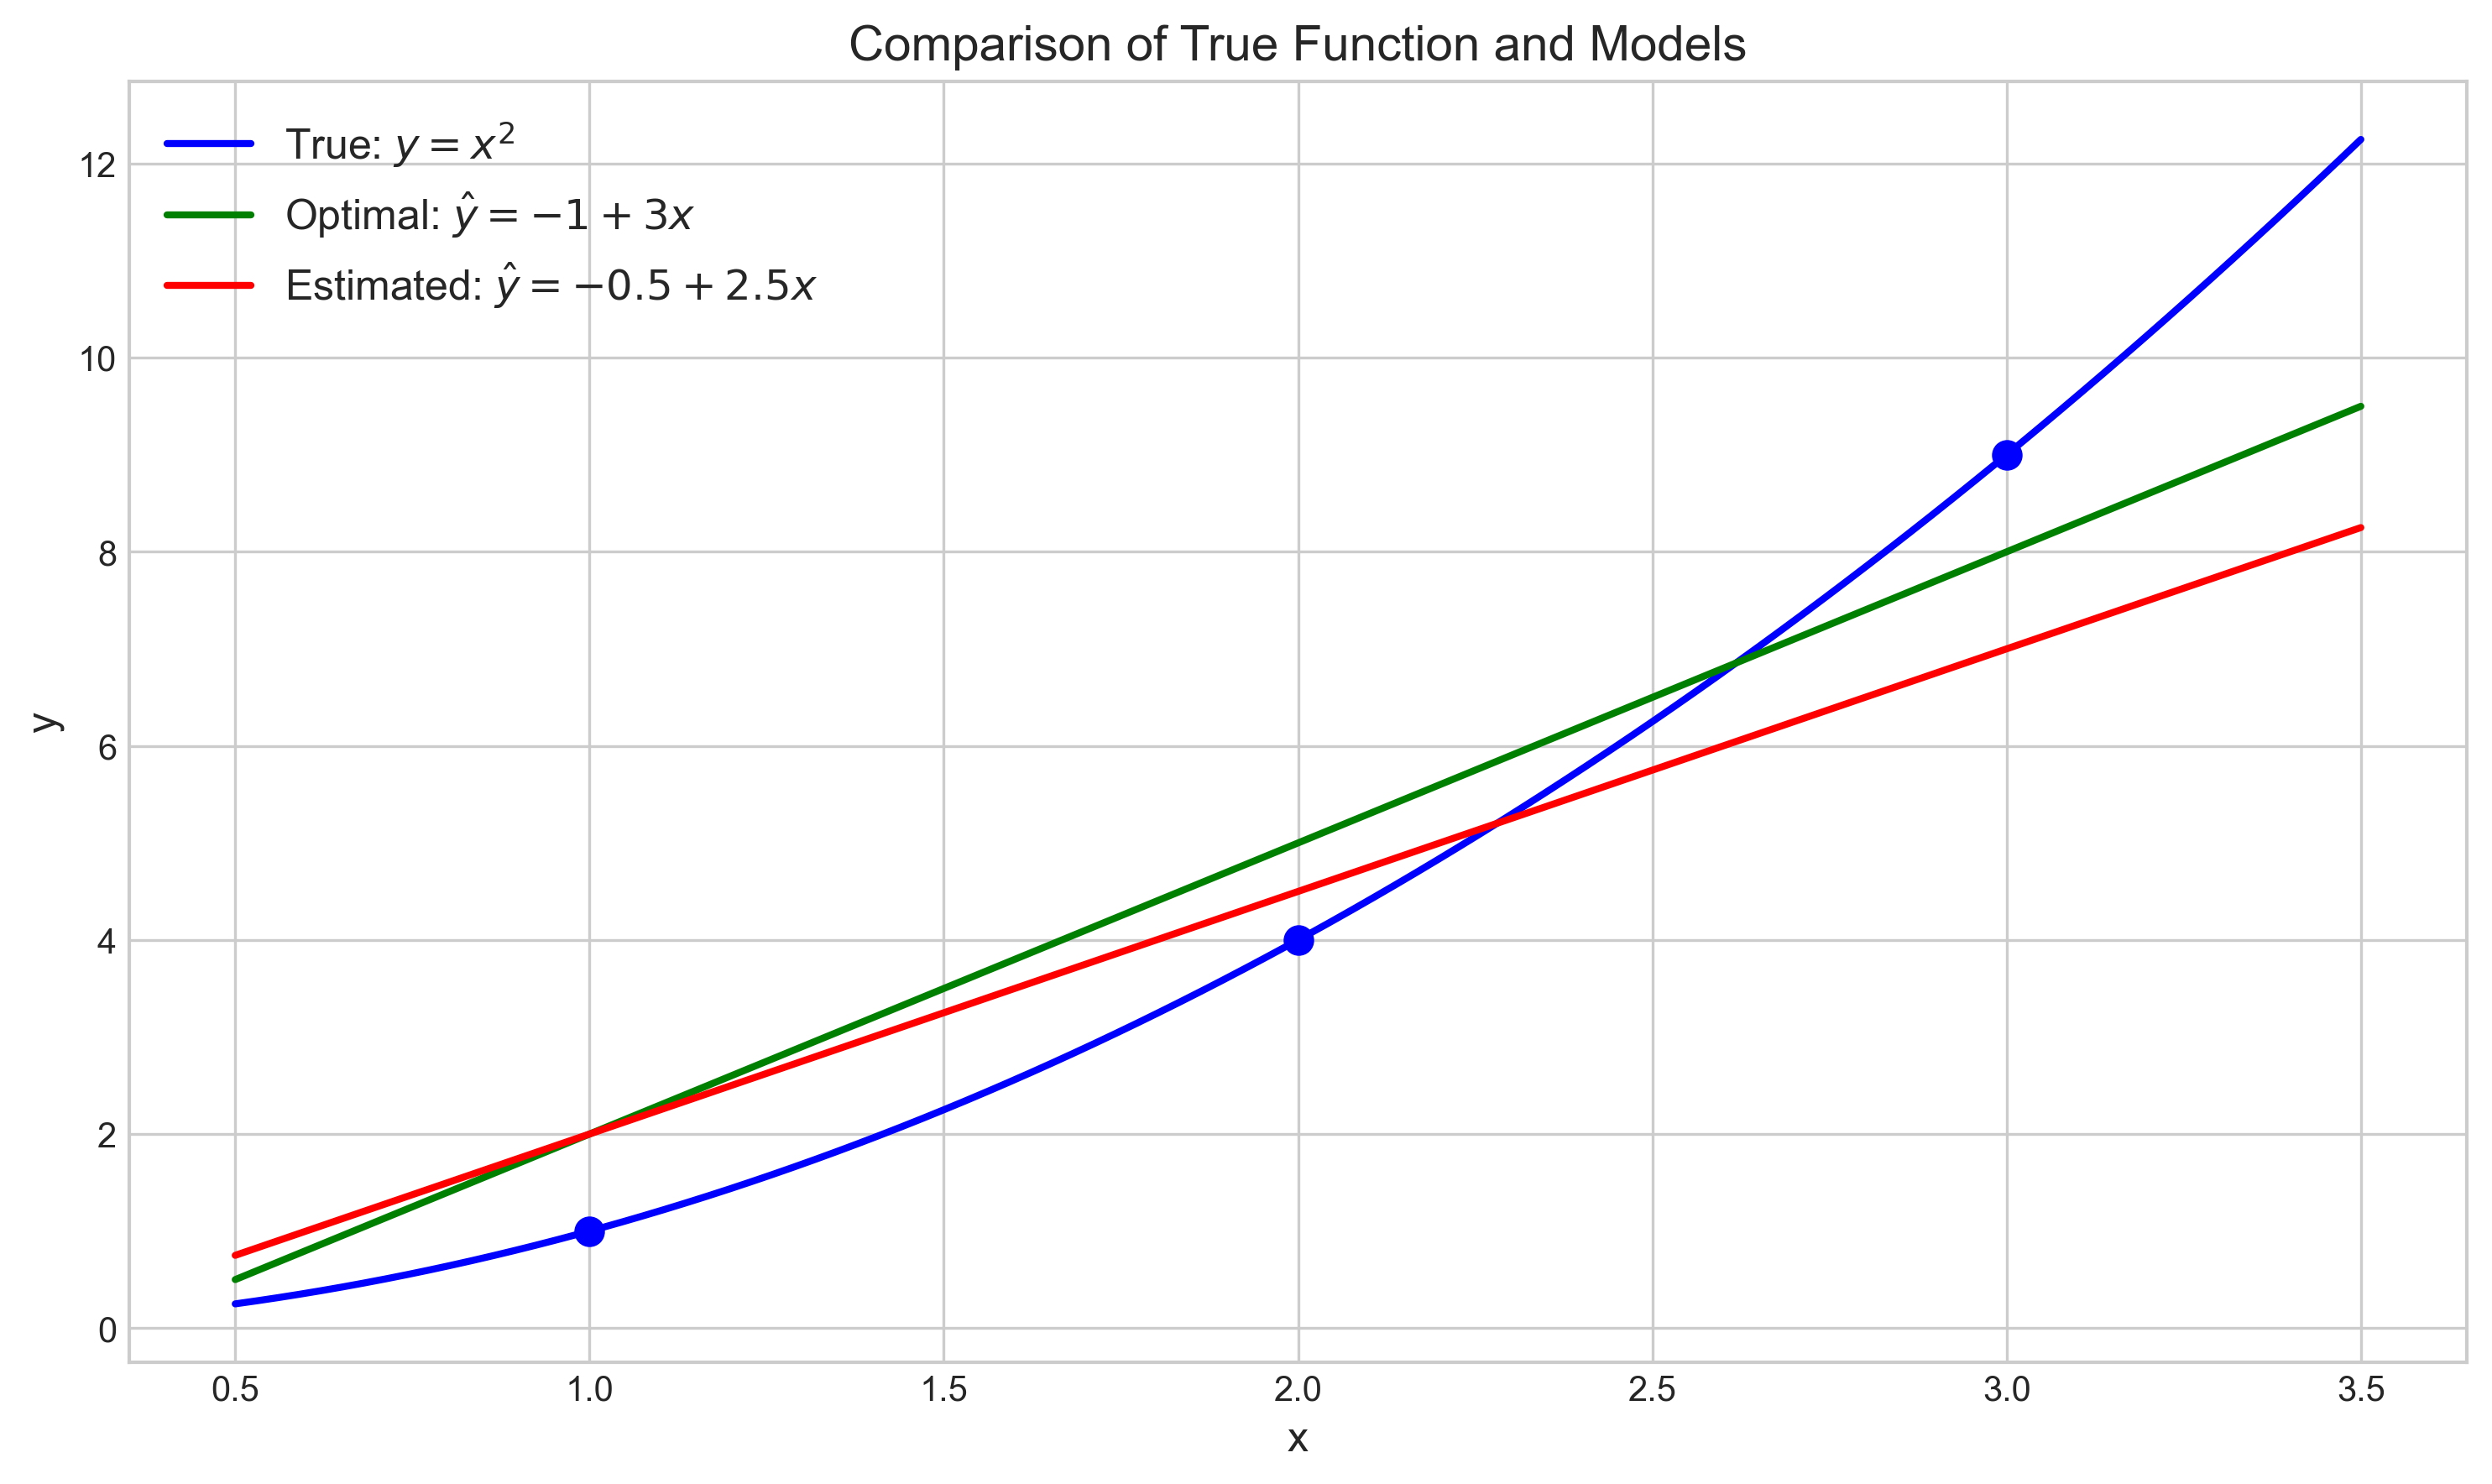 Comparison of True Function and Models
True: y = x²
Optimal: ŷ = −1 + 3x
Estimated: ŷ = −0.5 + 2.5x
12
10
8
6
4
2
0
y
0.5 1.0 1.5 2.0 2.5 3.0 3.5
x